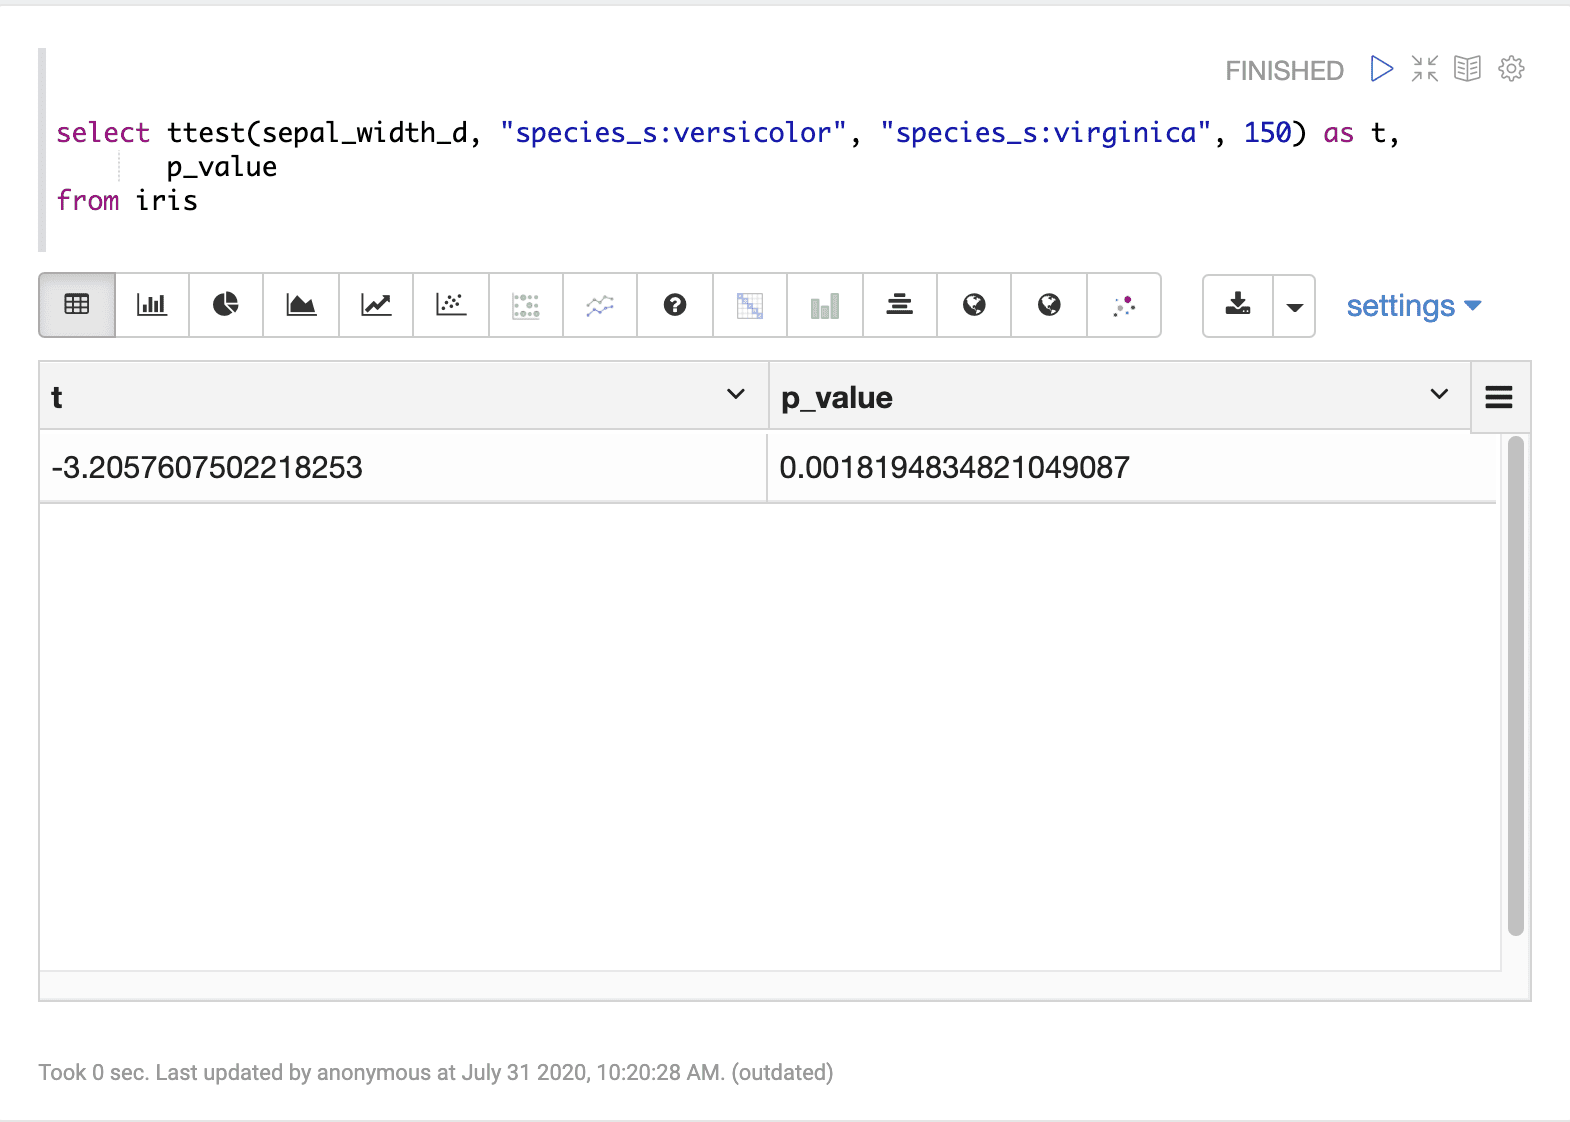 FINISHED
select ttest(sepal_width_d, "species_s:versicolor", "species_s:virginica", 150) as t,
p_value
from iris
settings
t p_value
-3.2057607502218253 0.0018194834821049087
Took 0 sec. Last updated by anonymous at July 31 2020, 10:20:28 AM. (outdated)